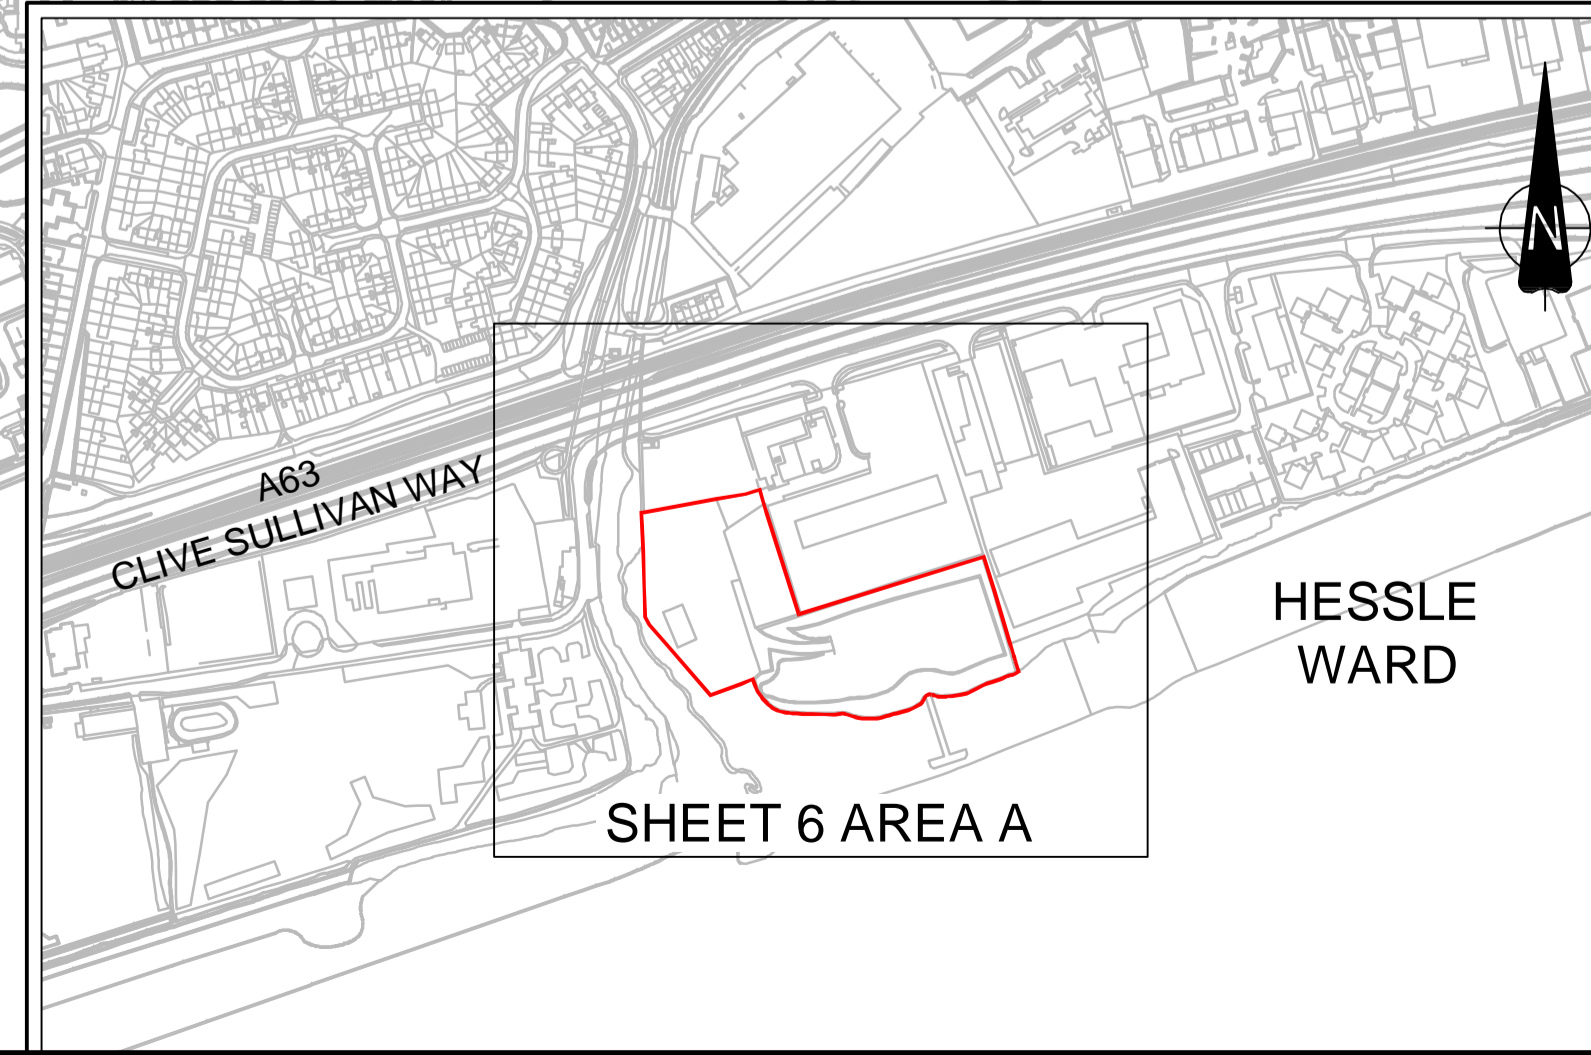 N
A63
CLIVE SULLIVAN WAY
HESSLE
WARD
SHEET 6 AREA A